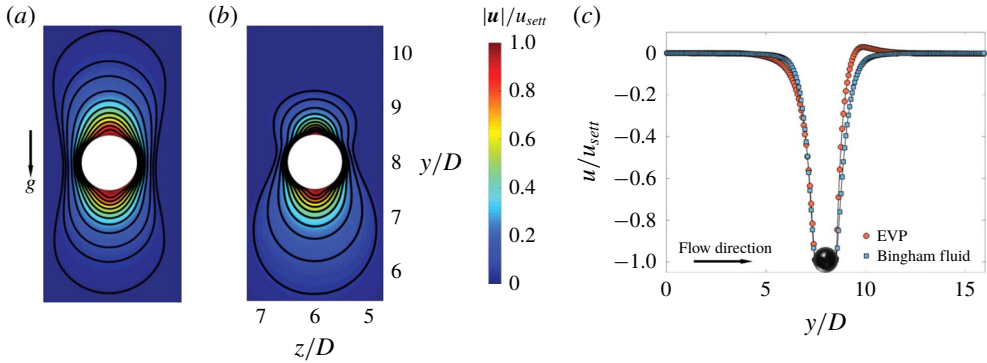 (a)
(b)
|u|/u_sett
(c)
g
10
9
8
7
6
y/D
7 6 5
z/D
1.0
0.8
0.6
0.4
0.2
0
u/u_sett
0
−0.2
−0.4
−0.6
−0.8
−1.0
EVP
Bingham fluid
Flow direction
0 5 10 15
y/D